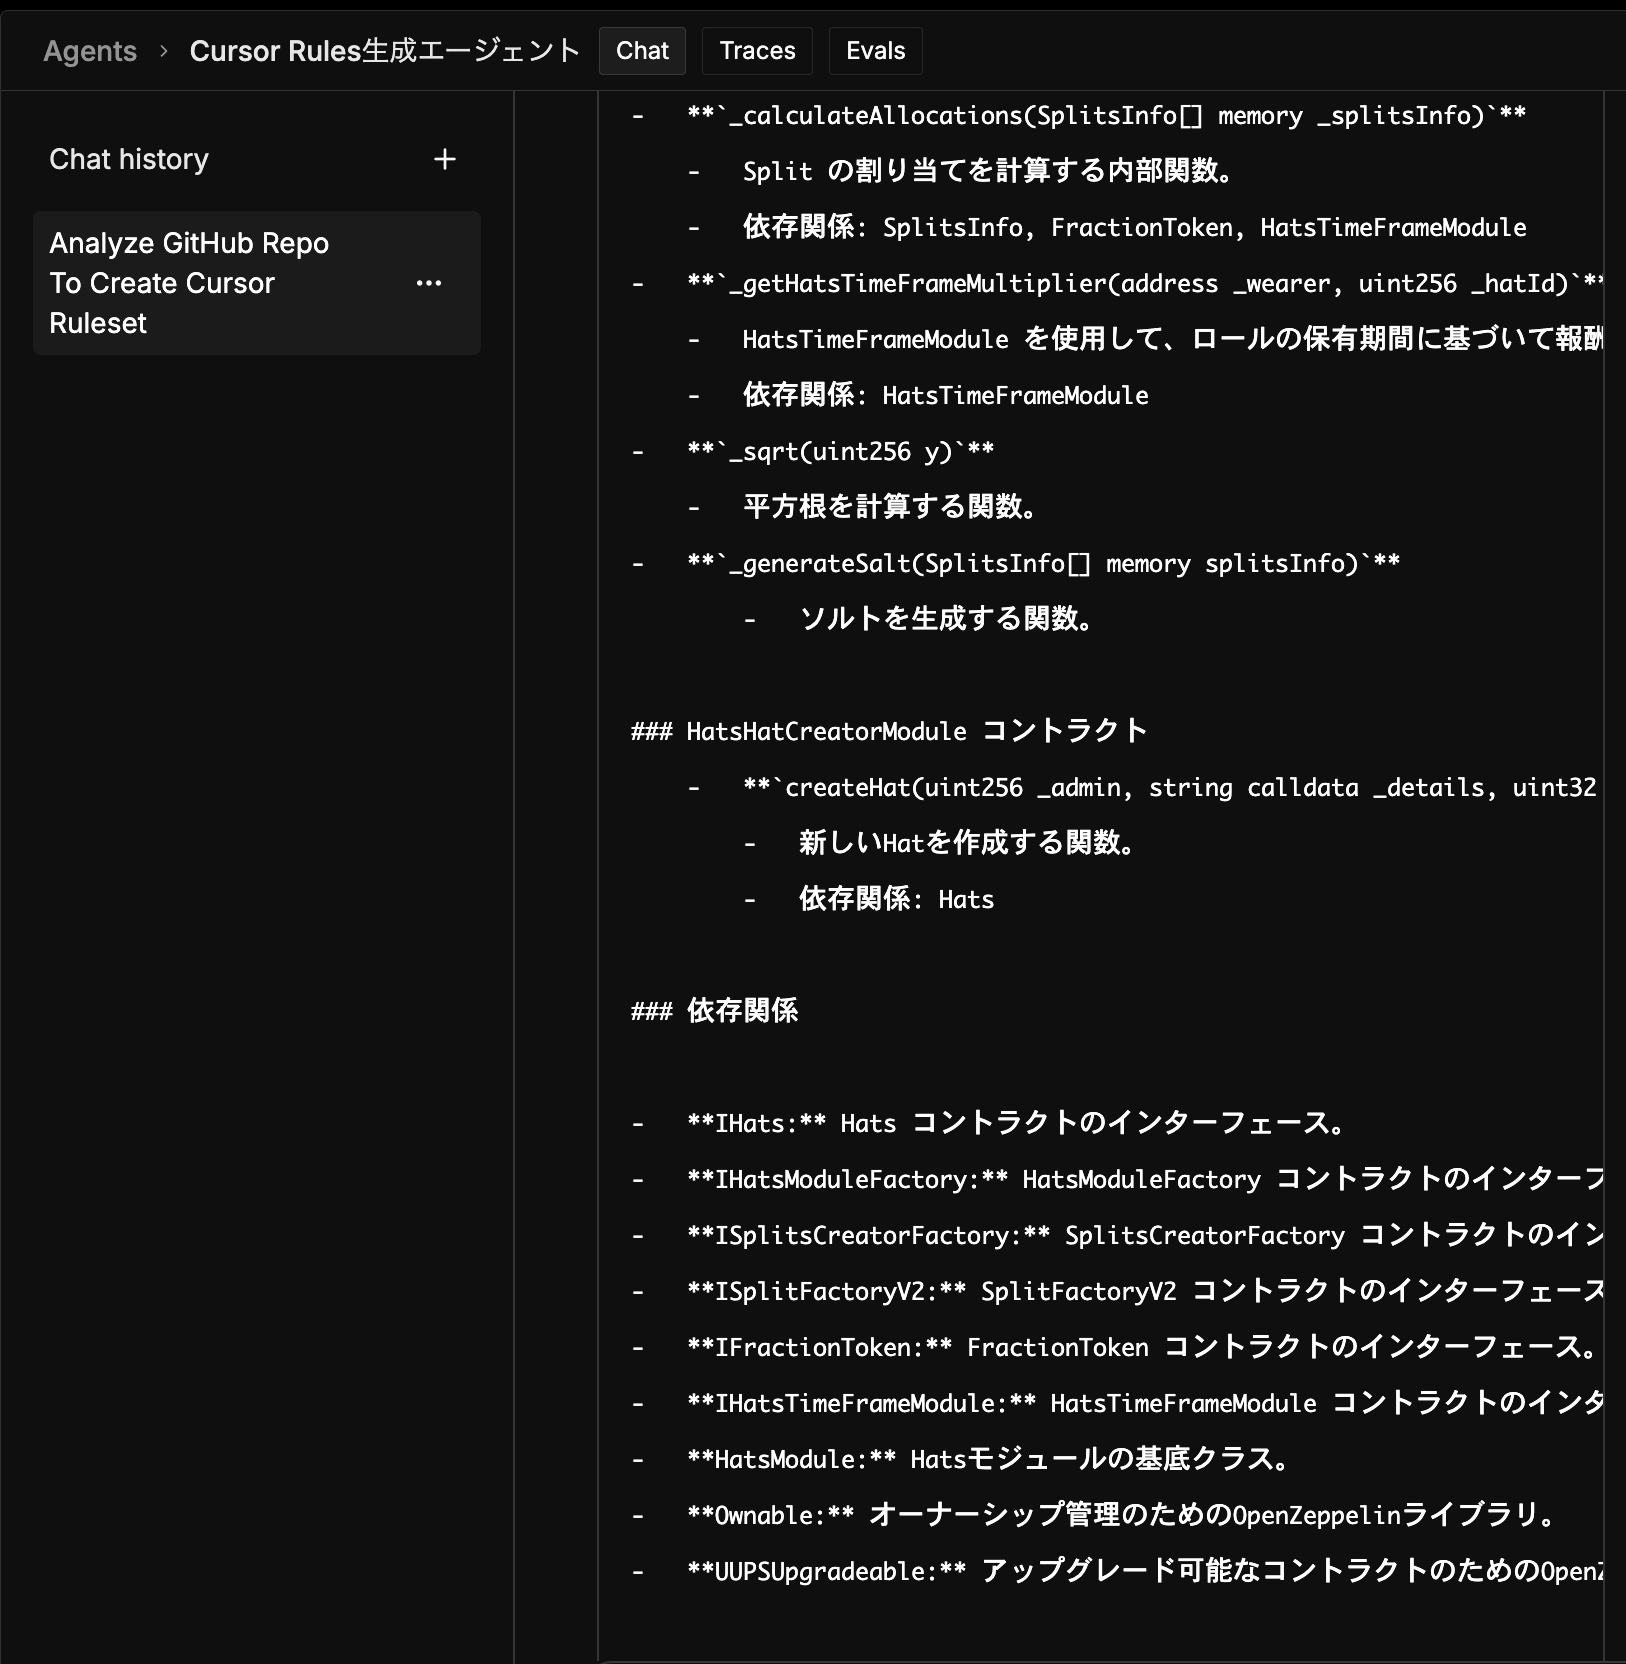 Agents › Cursor Rules生成エージェント Chat Traces Evals
Chat history +
Analyze GitHub Repo
To Create Cursor
Ruleset
-   **`_calculateAllocations(SplitsInfo[] memory _splitsInfo)`**
    -   Split の割り当てを計算する内部関数。
    -   依存関係: SplitsInfo, FractionToken, HatsTimeFrameModule
-   **`_getHatsTimeFrameMultiplier(address _wearer, uint256 _hatId)`**
    -   HatsTimeFrameModule を使用して、ロールの保有期間に基づいて報酬
    -   依存関係: HatsTimeFrameModule
-   **`_sqrt(uint256 y)`**
    -   平方根を計算する関数。
-   **`_generateSalt(SplitsInfo[] memory splitsInfo)`**
        -   ソルトを生成する関数。
### HatsHatCreatorModule コントラクト
    -   **`createHat(uint256 _admin, string calldata _details, uint32
        -   新しいHatを作成する関数。
        -   依存関係: Hats
### 依存関係
-   **IHats:** Hats コントラクトのインターフェース。
-   **IHatsModuleFactory:** HatsModuleFactory コントラクトのインターフ
-   **ISplitsCreatorFactory:** SplitsCreatorFactory コントラクトのイン
-   **ISplitFactoryV2:** SplitFactoryV2 コントラクトのインターフェース
-   **IFractionToken:** FractionToken コントラクトのインターフェース。
-   **IHatsTimeFrameModule:** HatsTimeFrameModule コントラクトのインタ
-   **HatsModule:** Hatsモジュールの基底クラス。
-   **Ownable:** オーナーシップ管理のためのOpenZeppelinライブラリ。
-   **UUPSUpgradeable:** アップグレード可能なコントラクトのためのOpenZ